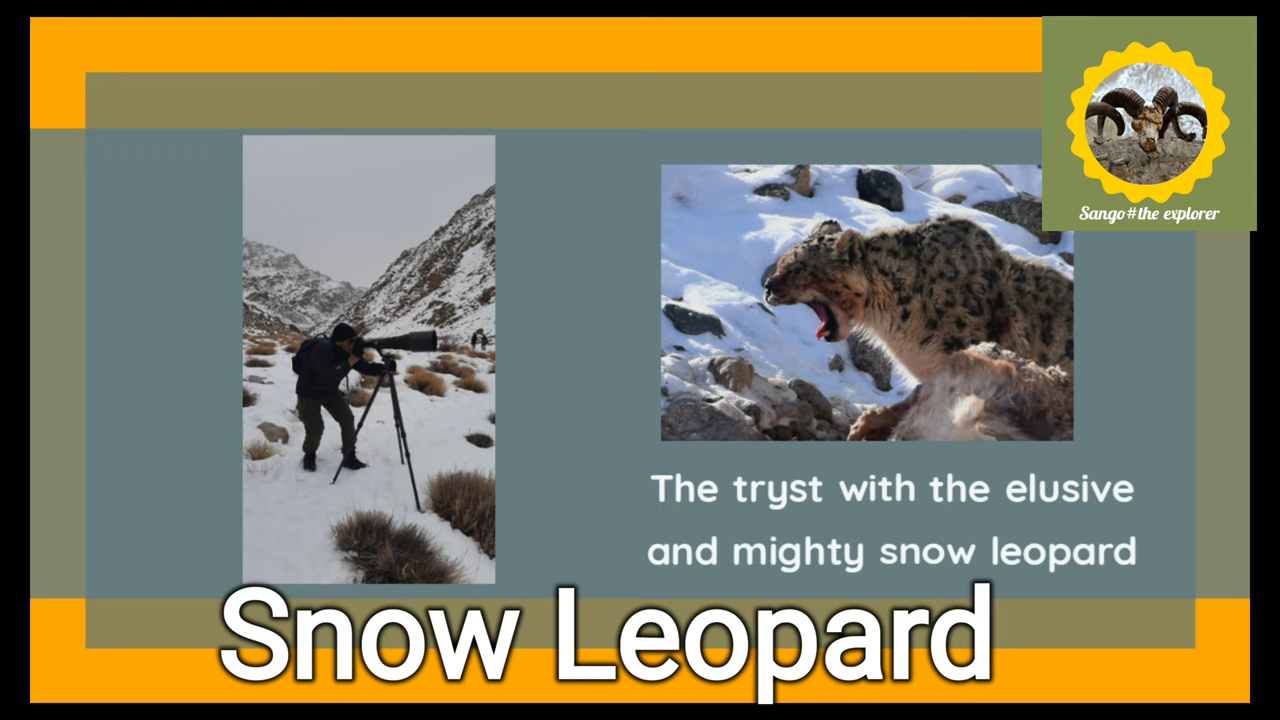 Sango#the explorer
The tryst with the elusive
and mighty snow leopard
Snow Leopard